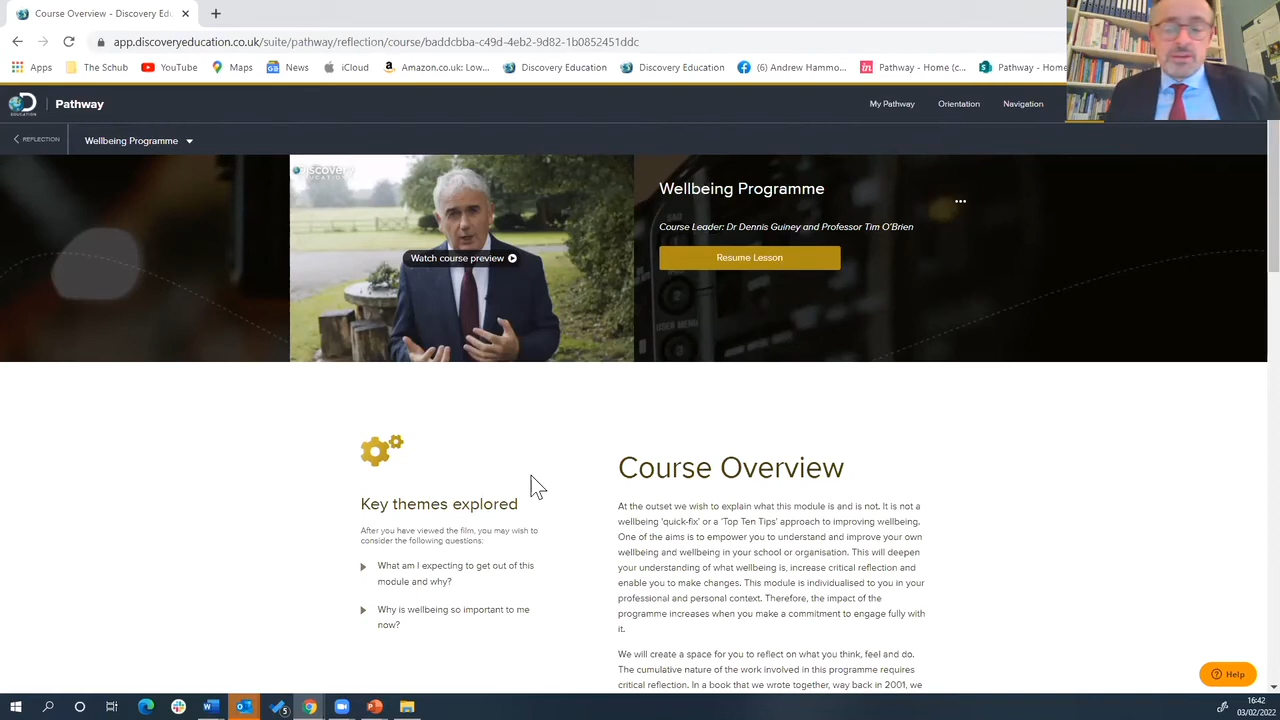 Course Overview - Discovery Ed
app.discoveryeducation.co.uk/suite/pathway/reflection/course/baddcbba-c49d-4eb2-9d82-1b0852451ddc
Apps The Schub YouTube Maps News iCloud Amazon.co.uk: Low... Discovery Education Discovery Education (6) Andrew Hammo... Pathway - Home (c... Pathway - Home
EDUCATION Pathway My Pathway Orientation Navigation
REFLECTION Wellbeing Programme
Discovery
EDUCATION
Wellbeing Programme
Course Leader: Dr Dennis Guiney and Professor Tim O'Brien
Watch course preview
Resume Lesson
USER MENU
Key themes explored
After you have viewed the film, you may wish to
consider the following questions:
What am I expecting to get out of this
module and why?
Why is wellbeing so important to me
now?
Course Overview
At the outset we wish to explain what this module is and is not. It is not a
wellbeing 'quick-fix' or a 'Top Ten Tips' approach to improving wellbeing.
One of the aims is to empower you to understand and improve your own
wellbeing and wellbeing in your school or organisation. This will deepen
your understanding of what wellbeing is, increase critical reflection and
enable you to make changes. This module is individualised to you in your
professional and personal context. Therefore, the impact of the
programme increases when you make a commitment to engage fully with
it.
We will create a space for you to reflect on what you think, feel and do.
The cumulative nature of the work involved in this programme requires
critical reflection. In a book that we wrote together, way back in 2001, we
Help
16:42
03/02/2022